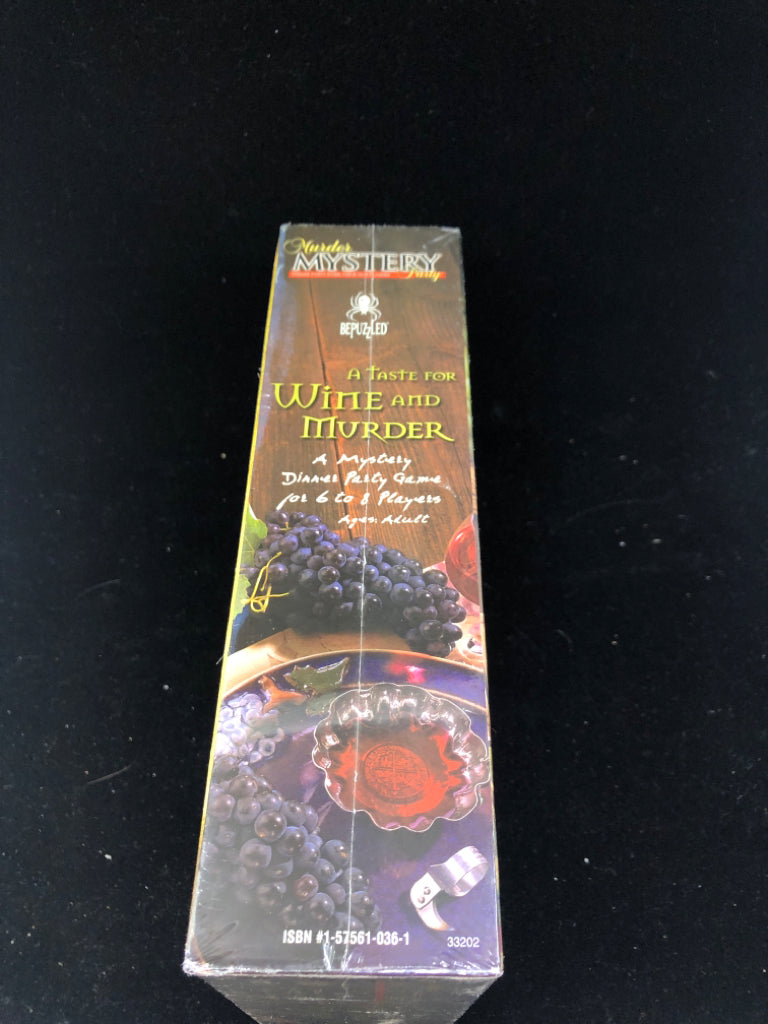 Murder
MYSTERY
Party
BEPUZZLED
A TASTE FOR
WINE AND
MURDER
A Mystery
Dinner Party Game
for 6 to 8 Players
Ages: Adult
ISBN #1-57561-036-1
33202